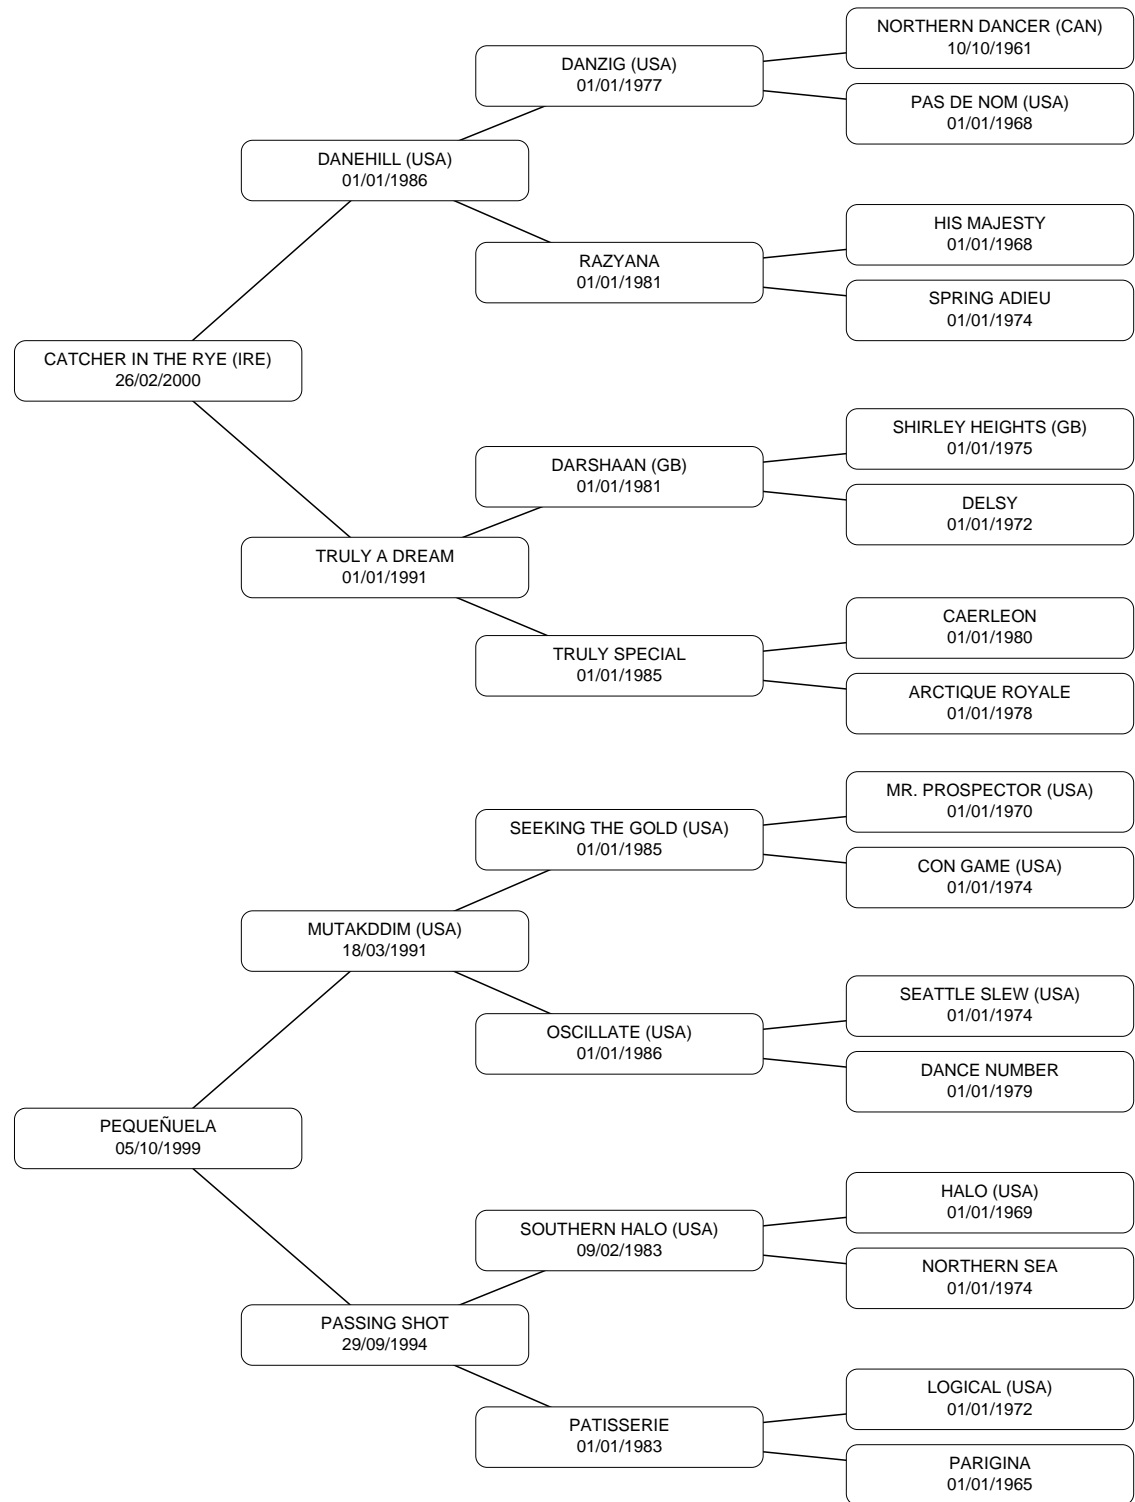 NORTHERN DANCER (CAN)
10/10/1961
DANZIG (USA)
01/01/1977
PAS DE NOM (USA)
01/01/1968
DANEHILL (USA)
01/01/1986
HIS MAJESTY
01/01/1968
RAZYANA
01/01/1981
SPRING ADIEU
01/01/1974
CATCHER IN THE RYE (IRE)
26/02/2000
SHIRLEY HEIGHTS (GB)
01/01/1975
DARSHAAN (GB)
01/01/1981
DELSY
01/01/1972
TRULY A DREAM
01/01/1991
CAERLEON
01/01/1980
TRULY SPECIAL
01/01/1985
ARCTIQUE ROYALE
01/01/1978
MR. PROSPECTOR (USA)
01/01/1970
SEEKING THE GOLD (USA)
01/01/1985
CON GAME (USA)
01/01/1974
MUTAKDDIM (USA)
18/03/1991
SEATTLE SLEW (USA)
01/01/1974
OSCILLATE (USA)
01/01/1986
DANCE NUMBER
01/01/1979
PEQUEÑUELA
05/10/1999
HALO (USA)
01/01/1969
SOUTHERN HALO (USA)
09/02/1983
NORTHERN SEA
01/01/1974
PASSING SHOT
29/09/1994
LOGICAL (USA)
01/01/1972
PATISSERIE
01/01/1983
PARIGINA
01/01/1965